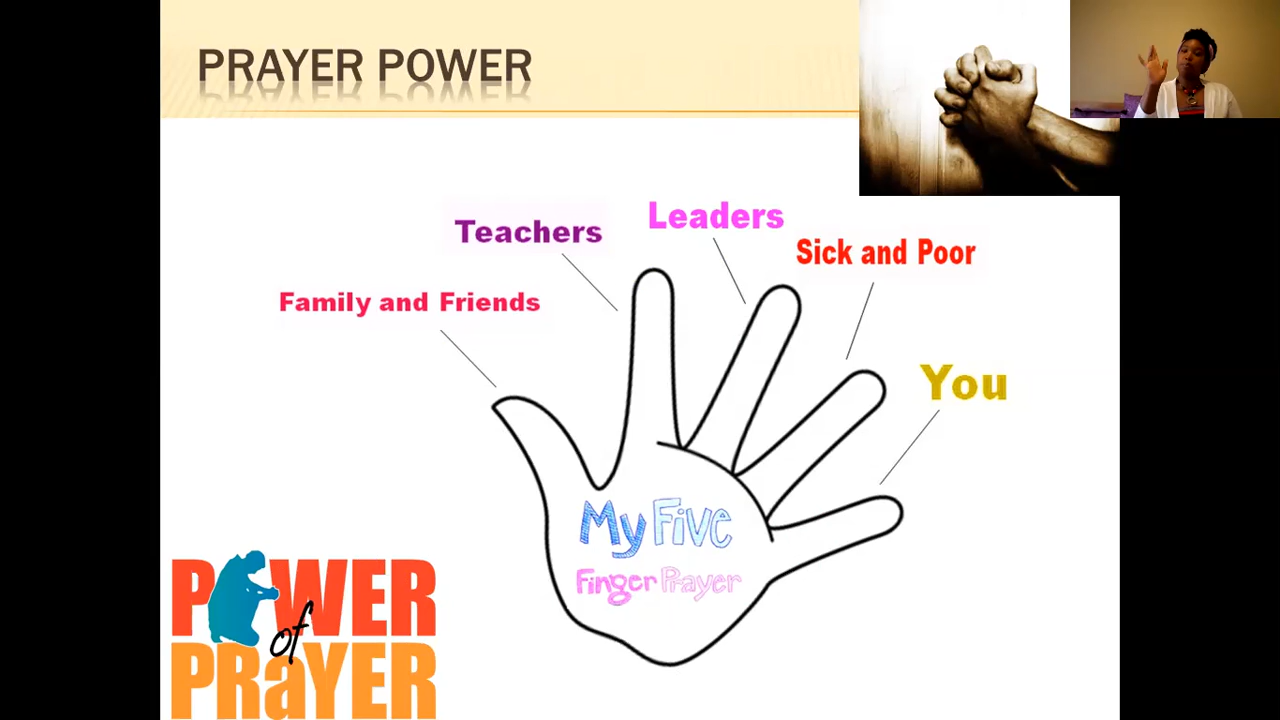 PRAYER POWER
Teachers
Leaders
Sick and Poor
Family and Friends
You
My Five
Finger Prayer
POWER
of
PRaYER